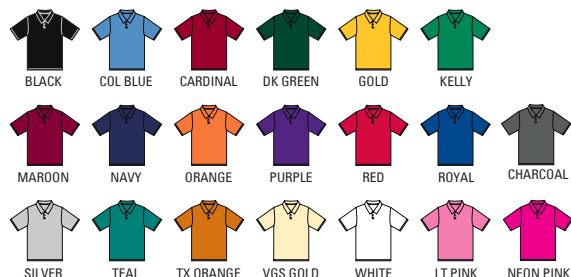 BLACK COL BLUE CARDINAL DK GREEN GOLD KELLY
MAROON NAVY ORANGE PURPLE RED ROYAL CHARCOAL
SILVER TEAL TX ORANGE VGS GOLD WHITE LT PINK NEON PINK